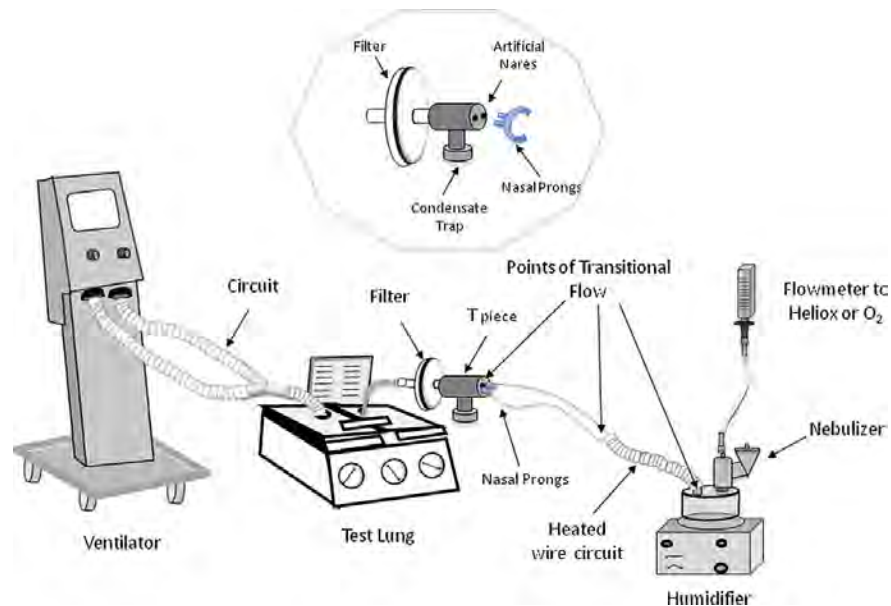 Filter
Artificial
Nares
Nasal Prongs
Condensate
Trap
Points of Transitional
Flow
Circuit
Filter
T piece
Flowmeter to
Heliox or O2
Nebulizer
Nasal Prongs
Heated
wire circuit
Test Lung
Ventilator
Humidifier